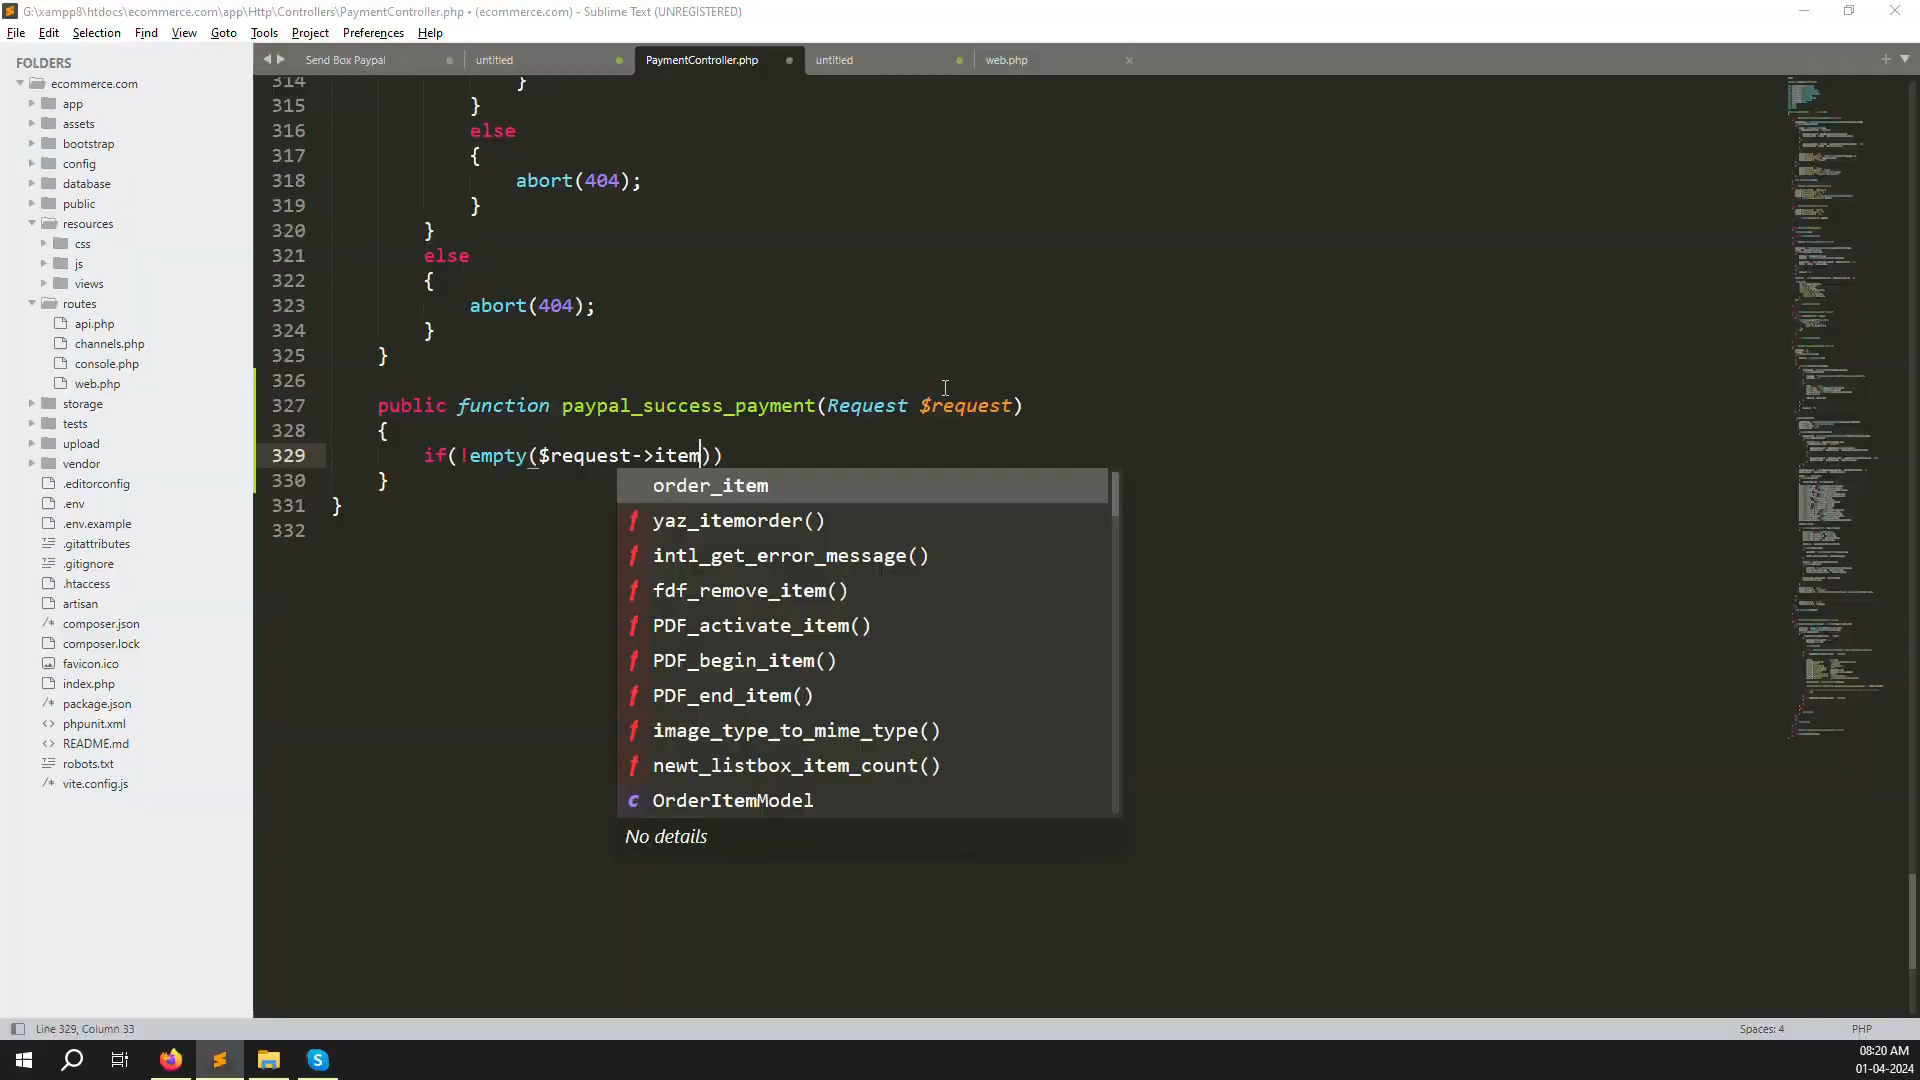 G:\xampp8\htdocs\ecommerce.com\app\Http\Controllers\PaymentController.php • (ecommerce.com) - Sublime Text (UNREGISTERED)
File Edit Selection Find View Goto Tools Project Preferences Help
FOLDERS
ecommerce.com
app
assets
bootstrap
config
database
public
resources
css
js
views
routes
api.php
channels.php
console.php
web.php
storage
tests
upload
vendor
.editorconfig
.env
.env.example
.gitattributes
.gitignore
.htaccess
artisan
composer.json
composer.lock
favicon.ico
index.php
package.json
phpunit.xml
README.md
robots.txt
vite.config.js
Send Box Paypal untitled PaymentController.php untitled web.php
314 }
315 }
316 else
317 {
318 abort(404);
319 }
320 }
321 else
322 {
323 abort(404);
324 }
325 }
326
327 public function paypal_success_payment(Request $request)
328 {
329 if(!empty($request->item))
330 }
331 }
332
order_item
f yaz_itemorder()
f intl_get_error_message()
f fdf_remove_item()
f PDF_activate_item()
f PDF_begin_item()
f PDF_end_item()
f image_type_to_mime_type()
f newt_listbox_item_count()
c OrderItemModel
No details
Line 329, Column 33
Spaces: 4 PHP
08:20 AM
01-04-2024